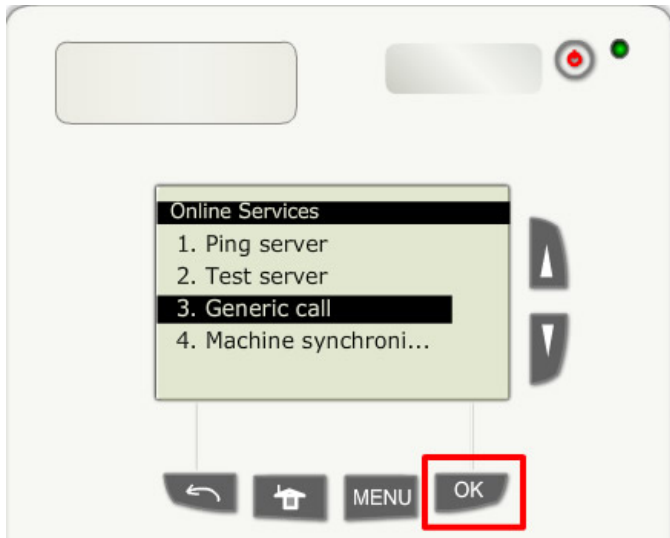 Online Services
1. Ping server
2. Test server
3. Generic call
4. Machine synchroni...
MENU
OK